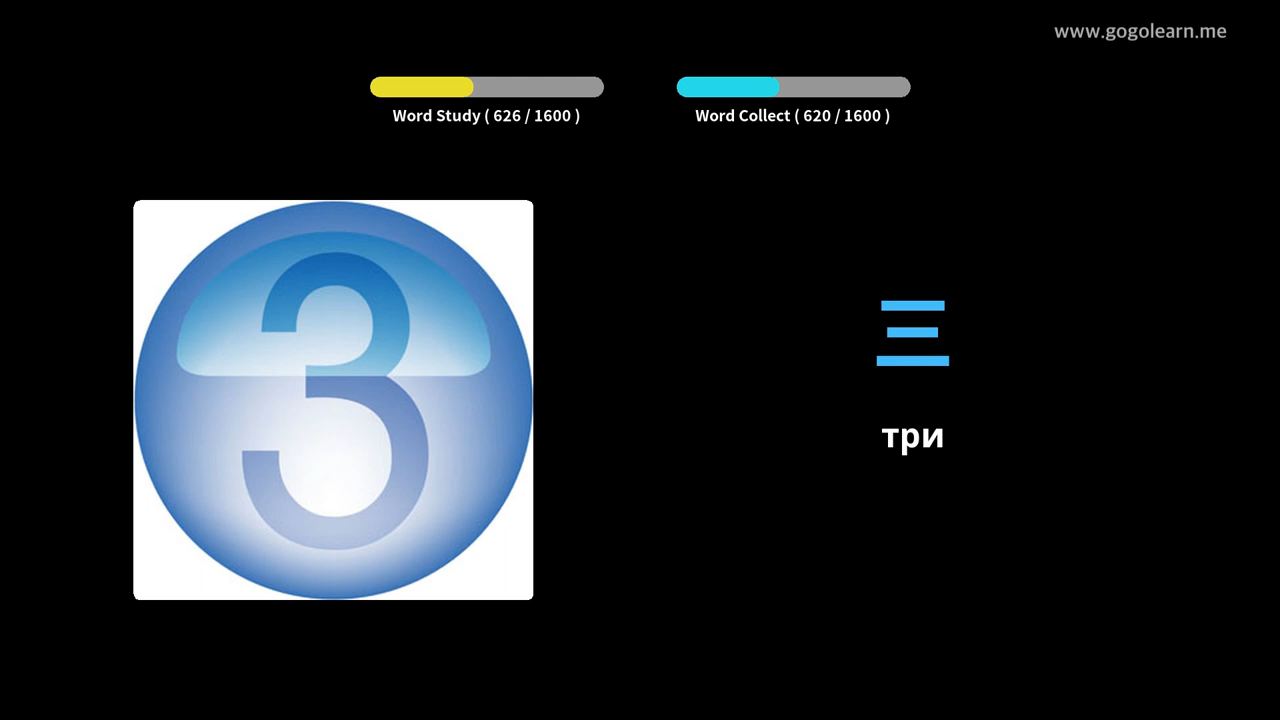 www.gogolearn.me
Word Study ( 626 / 1600 )
Word Collect ( 620 / 1600 )
3
三
три